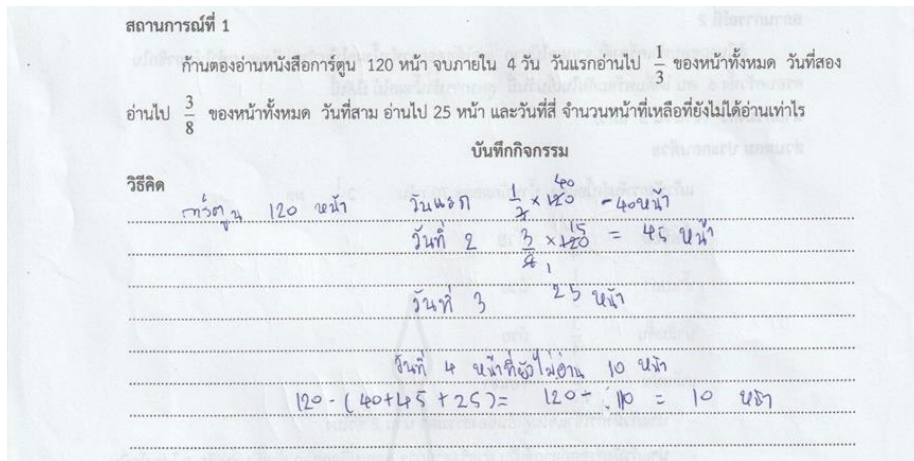 สถานการณ์ที่ 1
ก้านตองอ่านหนังสือการ์ตูน 120 หน้า จบภายใน 4 วัน วันแรกอ่านไป 1/3 ของหน้าทั้งหมด วันที่สอง
อ่านไป 3/8 ของหน้าทั้งหมด วันที่สาม อ่านไป 25 หน้า และวันที่สี่ จำนวนหน้าที่เหลือที่ยังไม่ได้อ่านเท่าไร
บันทึกกิจกรรม
วิธีคิด
การ์ตูน 120 หน้า วันแรก 1/3 × 120 40 - 40 หน้า
วันที่ 2 3/8 × 120 15 = 45 หน้า
1
วันที่ 3 25 หน้า
วันที่ 4 หน้าที่ยังไม่อ่าน 10 หน้า
120 - (40+45+25) = 120 - 110 = 10 หน้า